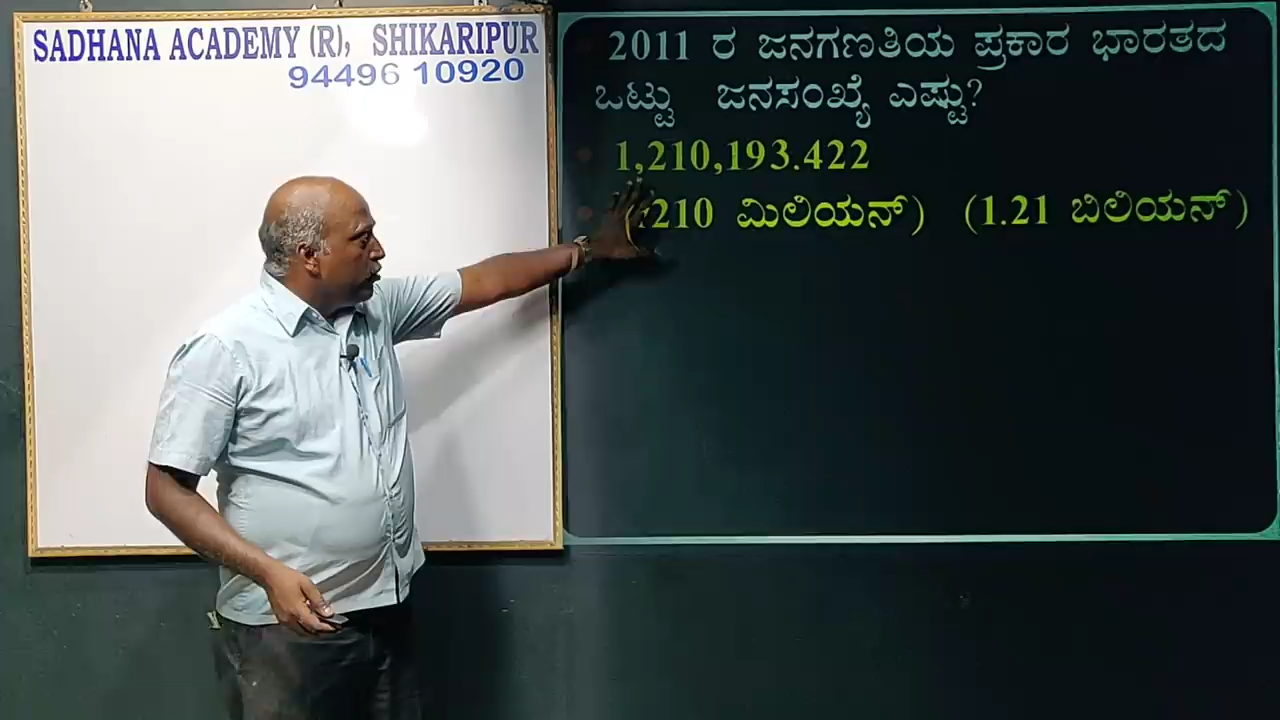 SADHANA ACADEMY (R), SHIKARIPUR
94496 10920
2011 ರ ಜನಗಣತಿಯ ಪ್ರಕಾರ ಭಾರತದ
ಒಟ್ಟು ಜನಸಂಖ್ಯೆ ಎಷ್ಟು?
1,210,193.422
210 ಮಿಲಿಯನ್) (1.21 ಬಿಲಿಯನ್)